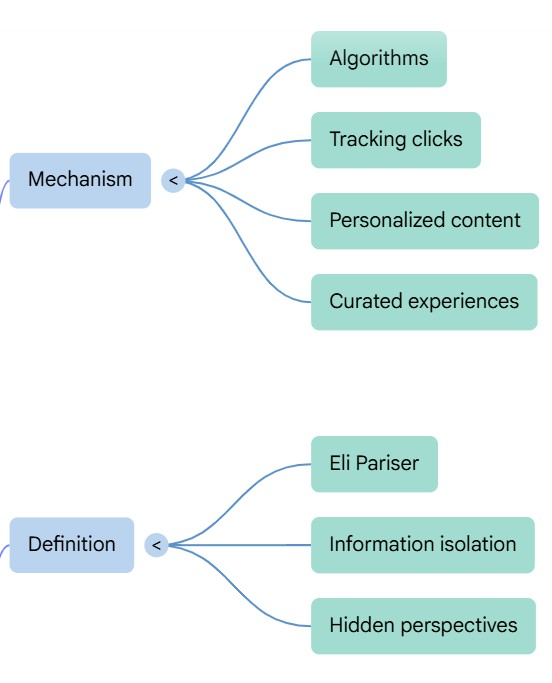 Algorithms
Tracking clicks
Mechanism
<
Personalized content
Curated experiences
Eli Pariser
Definition
<
Information isolation
Hidden perspectives